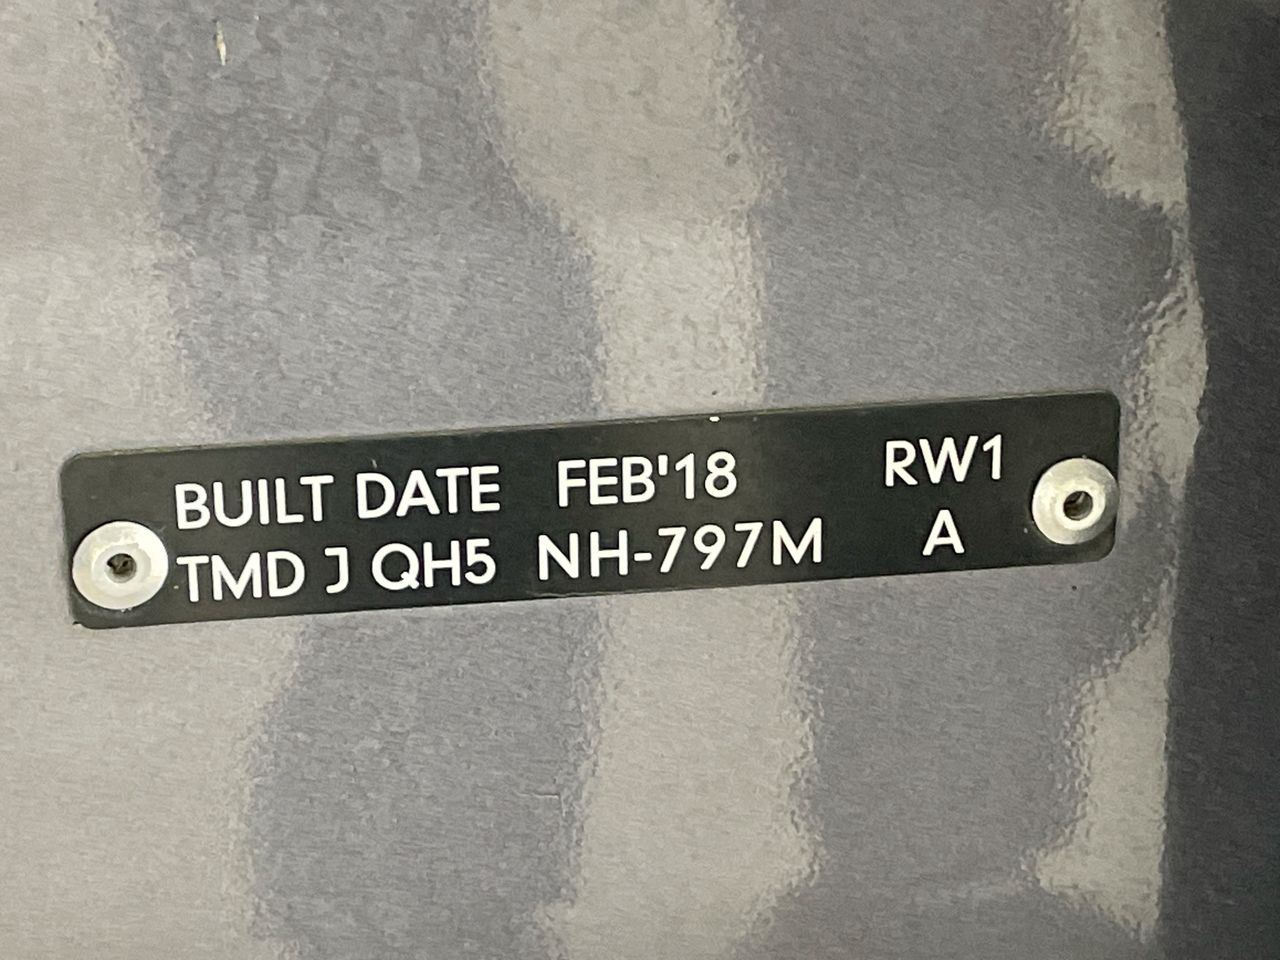 BUILT DATE FEB'18 RW1
TMD J QH5 NH-797M A